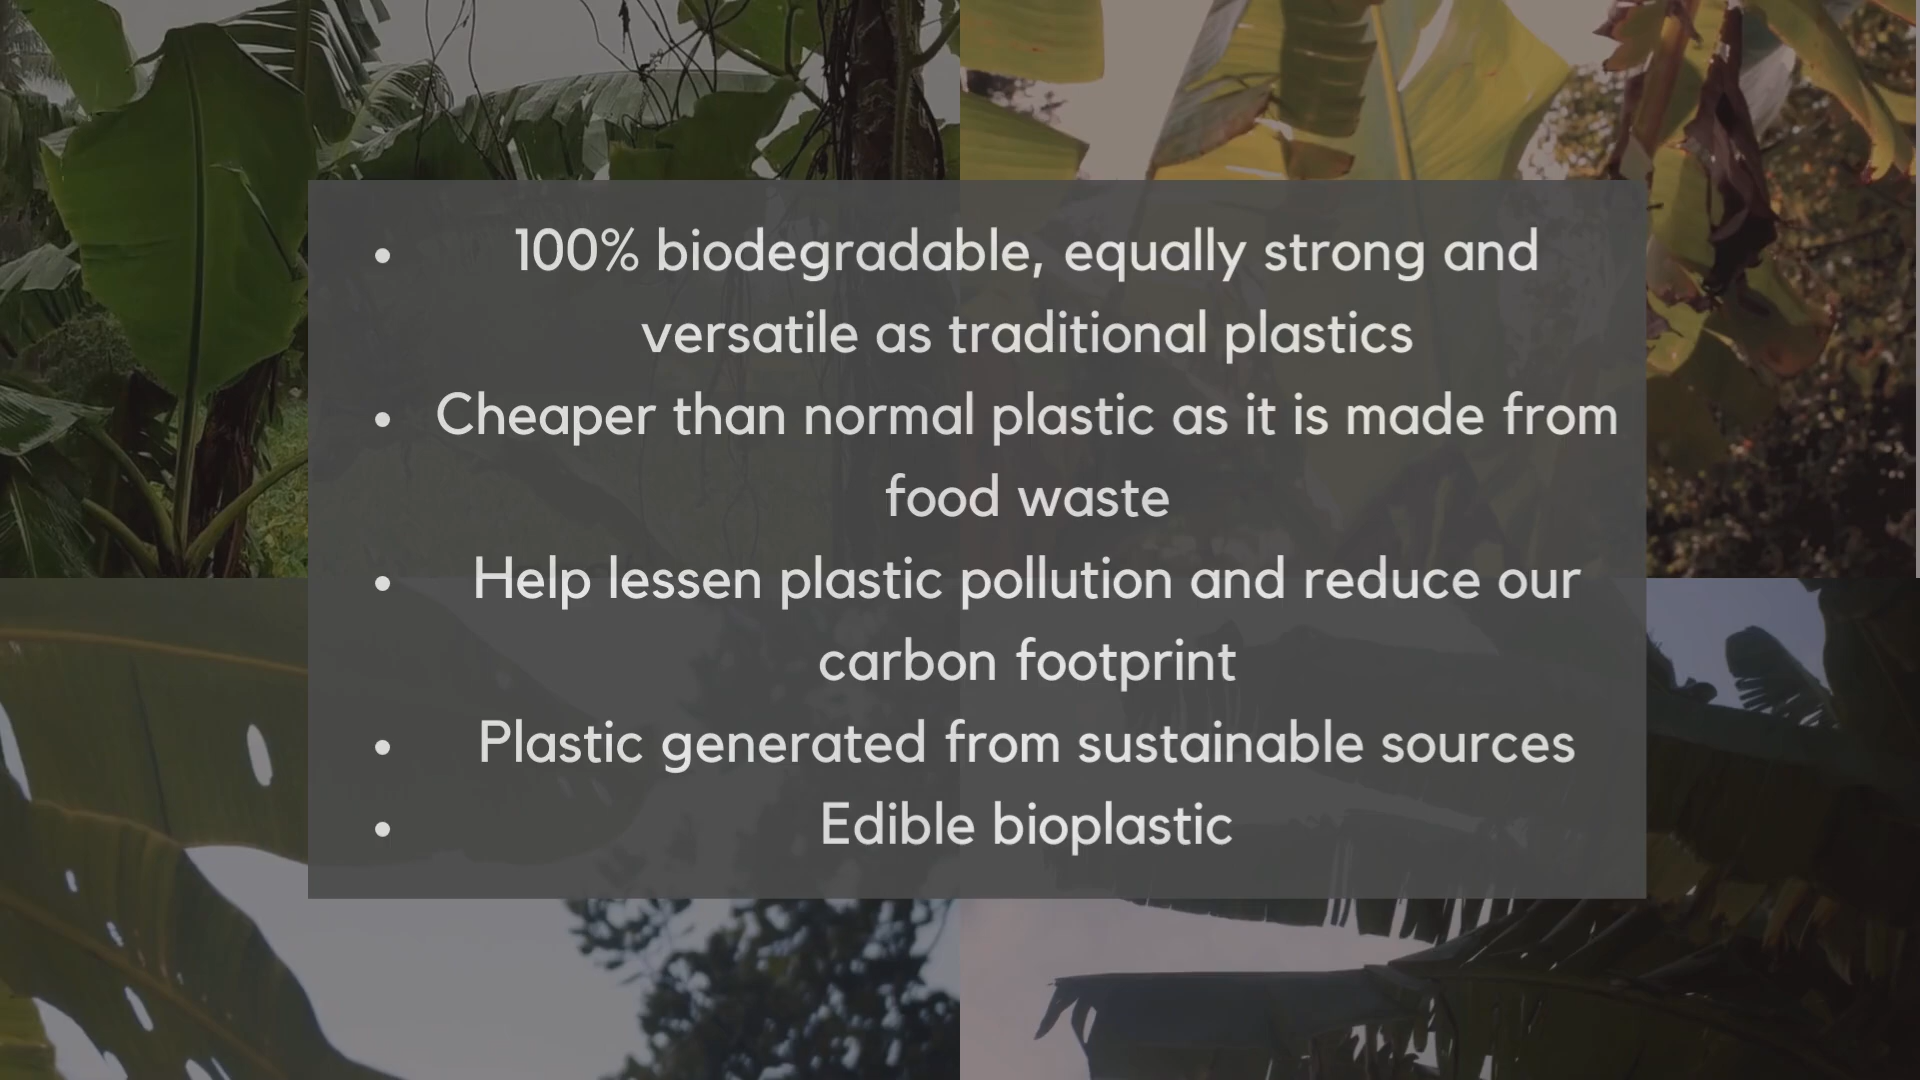 • 100% biodegradable, equally strong and
versatile as traditional plastics
• Cheaper than normal plastic as it is made from
food waste
• Help lessen plastic pollution and reduce our
carbon footprint
• Plastic generated from sustainable sources
• Edible bioplastic